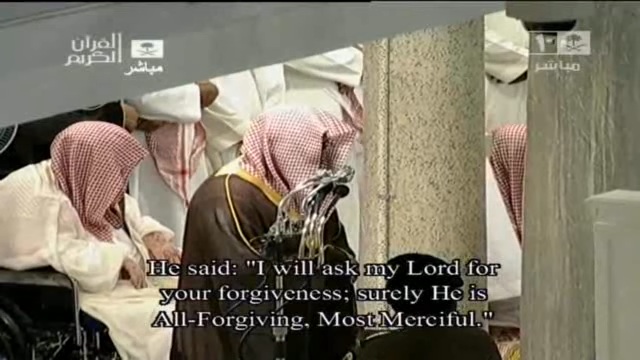 القرآن
الكريم
مباشر
مباشر
He said: "I will ask my Lord for
your forgiveness; surely He is
All-Forgiving, Most Merciful."